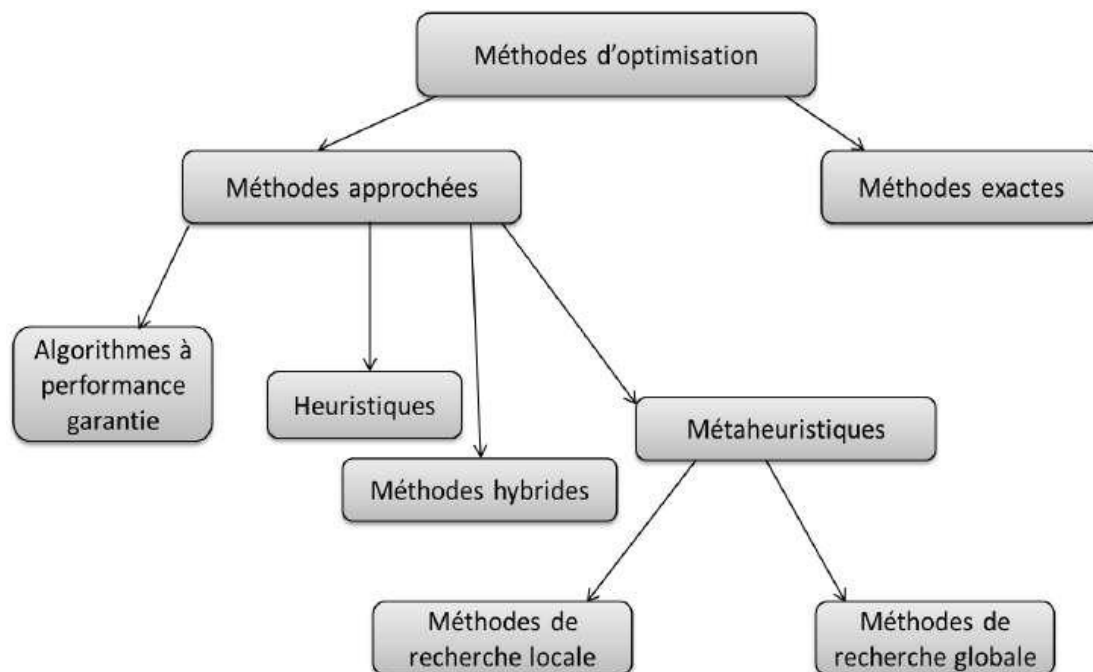 Méthodes d'optimisation
Méthodes approchées
Méthodes exactes
Algorithmes à
performance
garantie
Heuristiques
Méthodes hybrides
Métaheuristiques
Méthodes de
recherche locale
Méthodes de
recherche globale